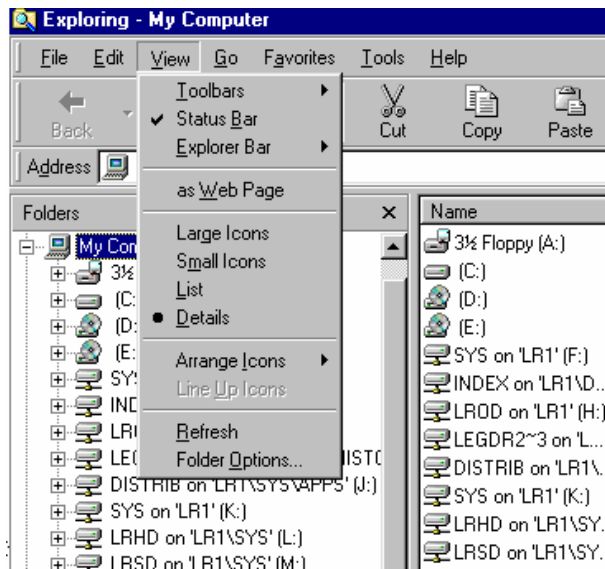 Exploring - My Computer
File Edit View Go Favorites Tools Help
Back Cut Copy Paste
Address
Toolbars
Status Bar
Explorer Bar
as Web Page
Large Icons
Small Icons
List
Details
Arrange Icons
Line Up Icons
Refresh
Folder Options...
Folders
My Com
3½
(C:
(D:
(E:
SYS
IND
LR
LE ISTO
DISTRIB on 'LR1\SYS\APPS' (J:)
SYS on 'LR1' (K:)
LRHD on 'LR1\SYS' (L:)
LRSD on 'LR1\SYS' (M:)
Name
3½ Floppy (A:)
(C:)
(D:)
(E:)
SYS on 'LR1' (F:)
INDEX on 'LR1\D...
LROD on 'LR1' (H:)
LEGDR2~3 on 'L...
DISTRIB on 'LR1\.
SYS on 'LR1' (K:)
LRHD on 'LR1\SY.
LRSD on 'LR1\SY.